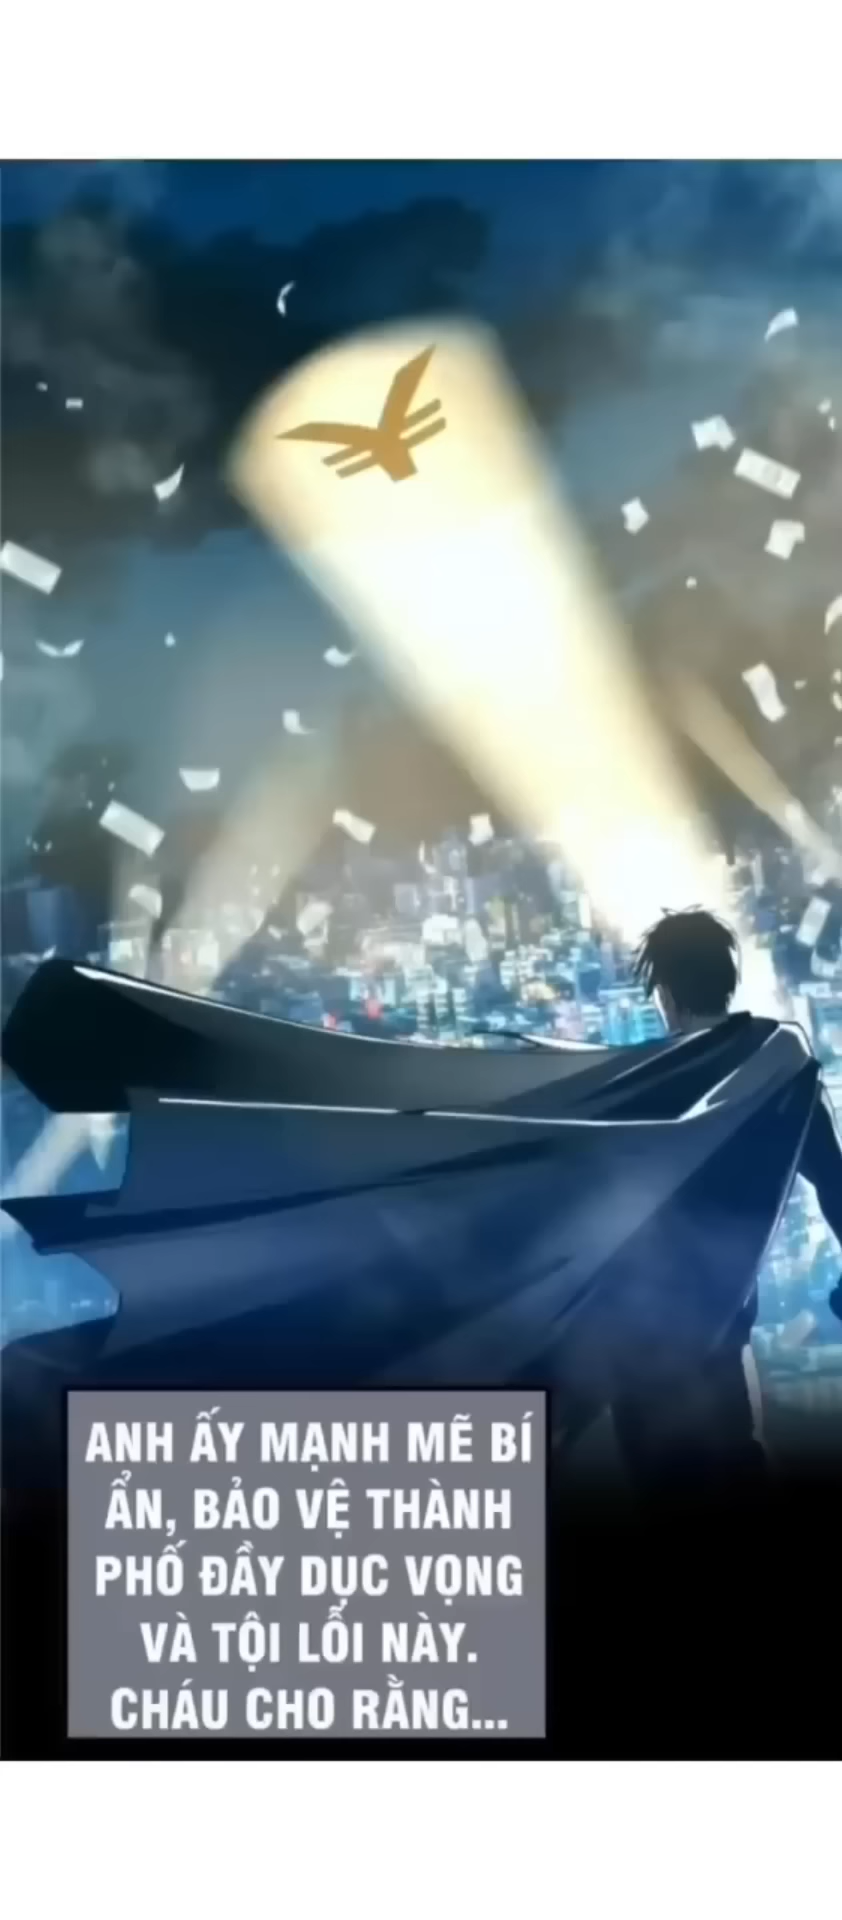 ANH ẤY MẠNH MẼ BÍ
ẨN, BẢO VỆ THÀNH
PHỐ ĐẦY DỤC VỌNG
VÀ TỘI LỖI NÀY.
CHÁU CHO RẰNG...